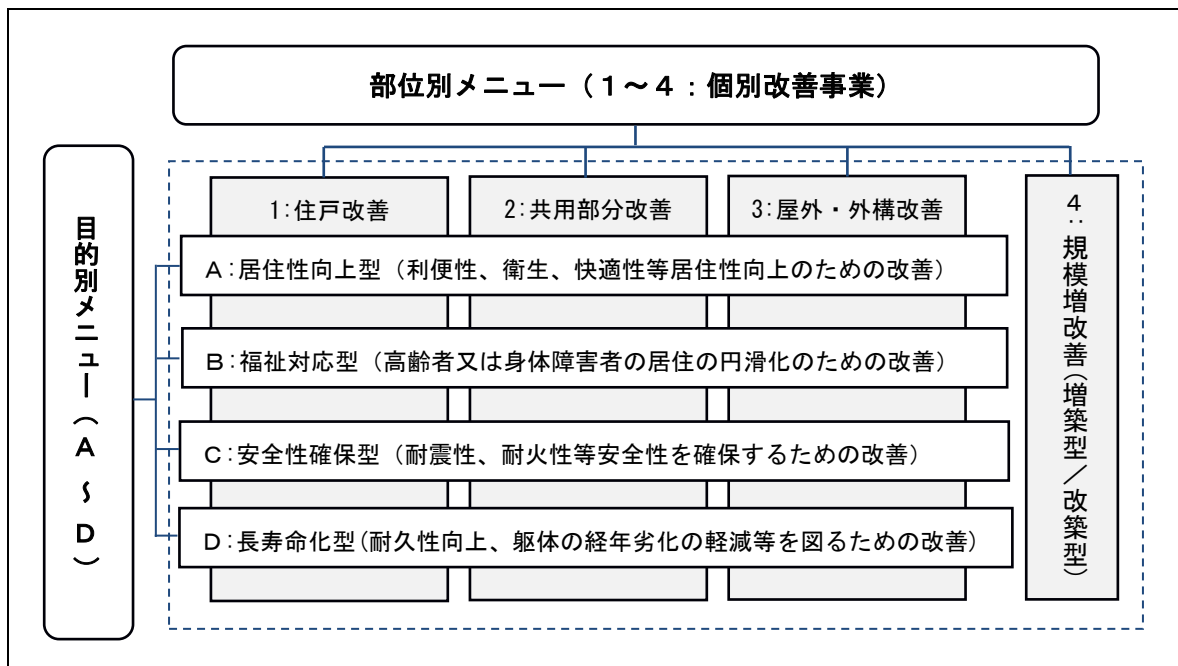 部位別メニュー（１～４：個別改善事業）
目的別メニュー（Ａ～Ｄ）
1:住戸改善
2:共用部分改善
3:屋外・外構改善
４:規模増改善（増築型／改築型）
Ａ:居住性向上型（利便性、衛生、快適性等居住性向上のための改善）
Ｂ:福祉対応型（高齢者又は身体障害者の居住の円滑化のための改善）
Ｃ:安全性確保型（耐震性、耐火性等安全性を確保するための改善）
Ｄ:長寿命化型(耐久性向上、躯体の経年劣化の軽減等を図るための改善)